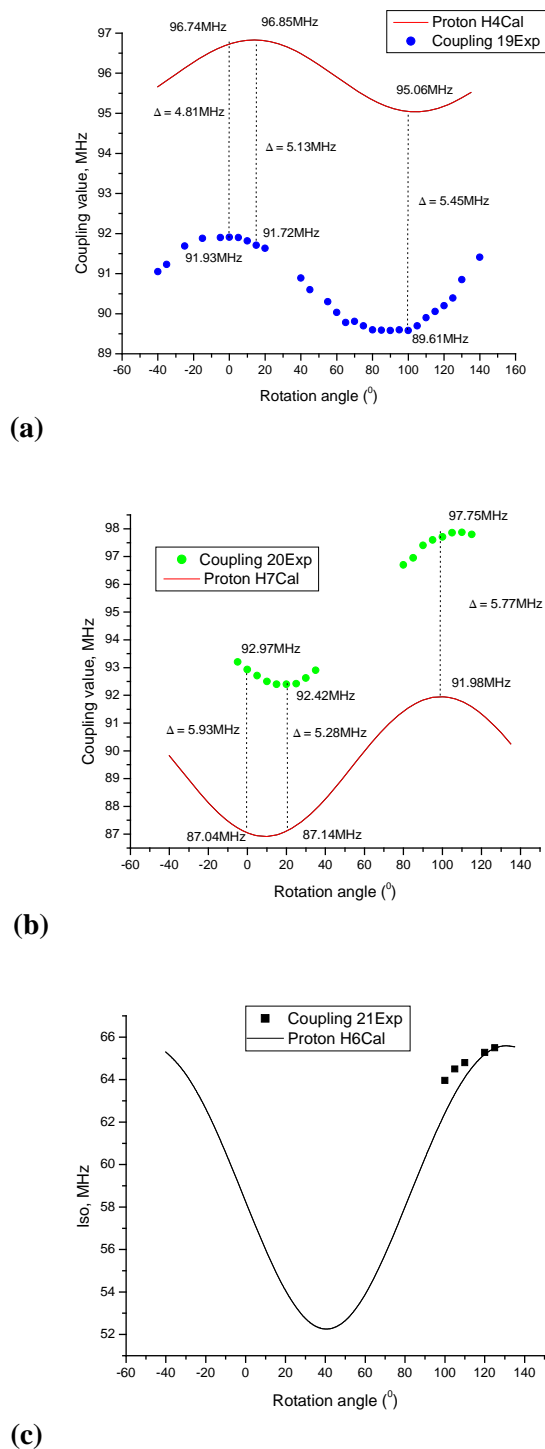 96.74MHz 96.85MHz
97
Proton H4Cal
Coupling 19Exp
96
95.06MHz
95
Δ = 4.81MHz
94
Δ = 5.13MHz
93
Δ = 5.45MHz
92
91.72MHz
91.93MHz
91
90
89.61MHz
89
Coupling value, MHz
-60 -40 -20 0 20 40 60 80 100 120 140 160
Rotation angle (⁰)
(a)
97.75MHz
98
Coupling 20Exp
Proton H7Cal
97
96
Δ = 5.77MHz
95
94
92.97MHz
93
92.42MHz
91.98MHz
92
91
Δ = 5.93MHz
Δ = 5.28MHz
90
89
88
87
87.04MHz
87.14MHz
Coupling value, MHz
-60 -40 -20 0 20 40 60 80 100 120 140
Rotation angle (⁰)
(b)
Coupling 21Exp
Proton H6Cal
66
64
62
60
58
56
54
52
Iso, MHz
-60 -40 -20 0 20 40 60 80 100 120 140
Rotation angle (⁰)
(c)